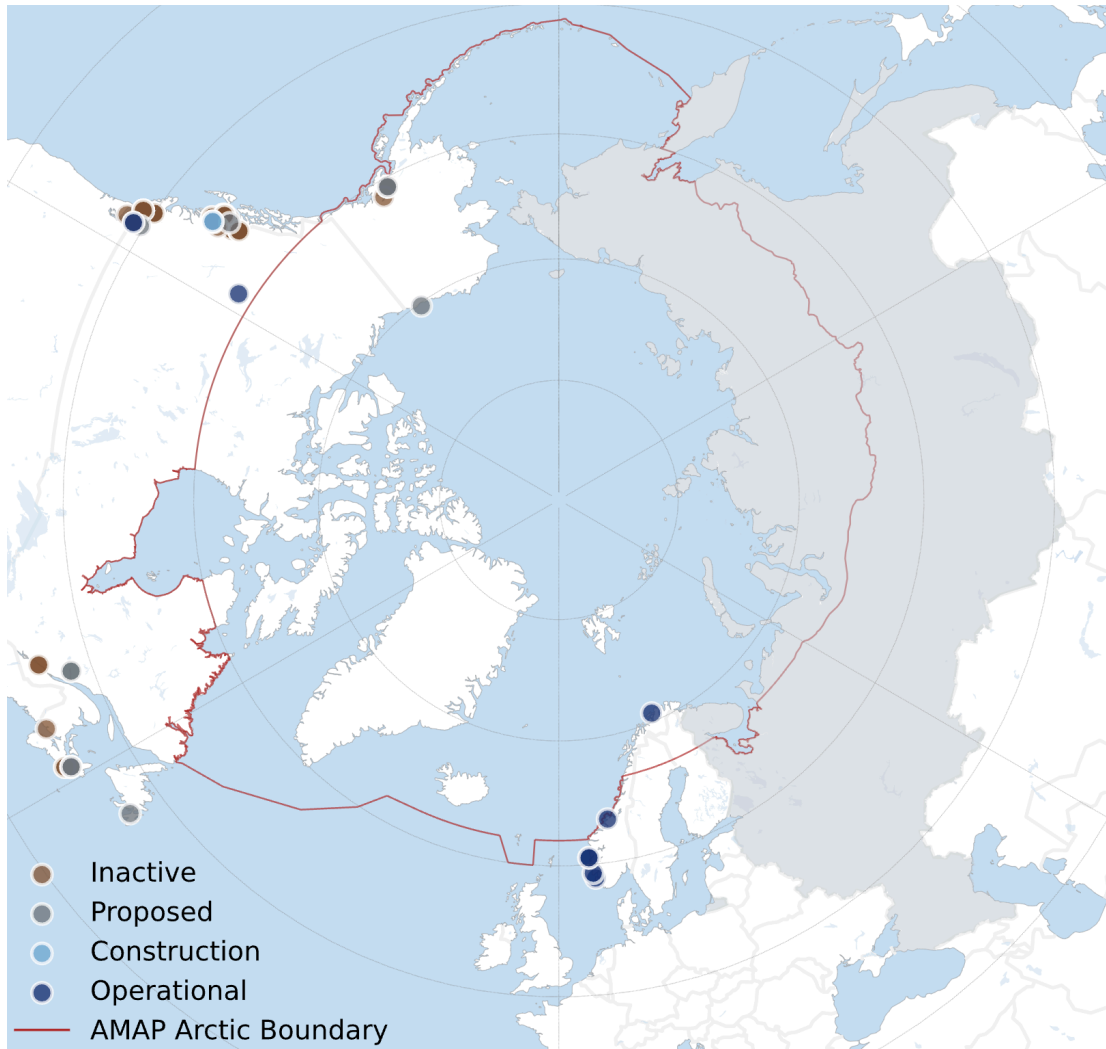 Inactive
Proposed
Construction
Operational
AMAP Arctic Boundary